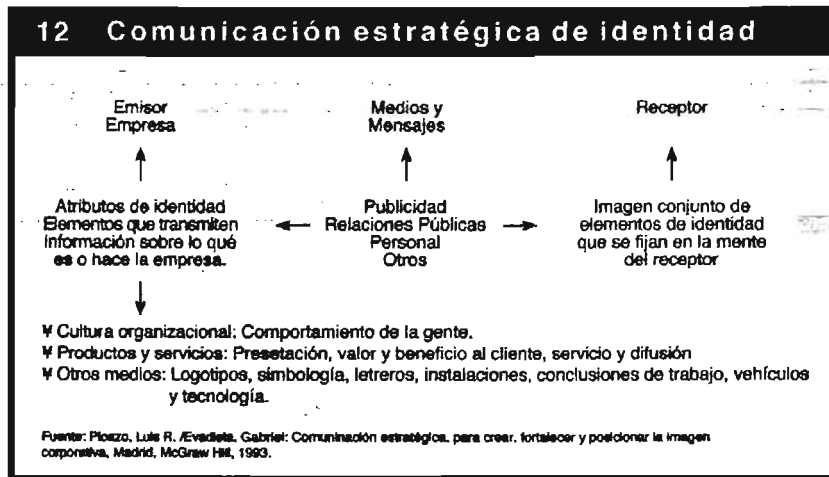 12 Comunicación estratégica de identidad
Emisor
Empresa
Medios y
Mensajes
Receptor
Atributos de identidad
Elementos que transmiten
información sobre lo qué
es o hace la empresa.
Publicidad
Relaciones Públicas
Personal
Otros
Imagen conjunto de
elementos de identidad
que se fijan en la mente
del receptor
¥ Cultura organizacional: Comportamiento de la gente.
¥ Productos y servicios: Presetación, valor y beneficio al cliente, servicio y difusión
¥ Otros medios: Logotipos, simbología, letreros, instalaciones, conclusiones de trabajo, vehículos
y tecnología.
Fuente: Luis R. Gabriel: Comuninación estratégica, para crear, fortalecer y posicionar la imagen
corporativa, Madrid, McGraw Hill, 1993.